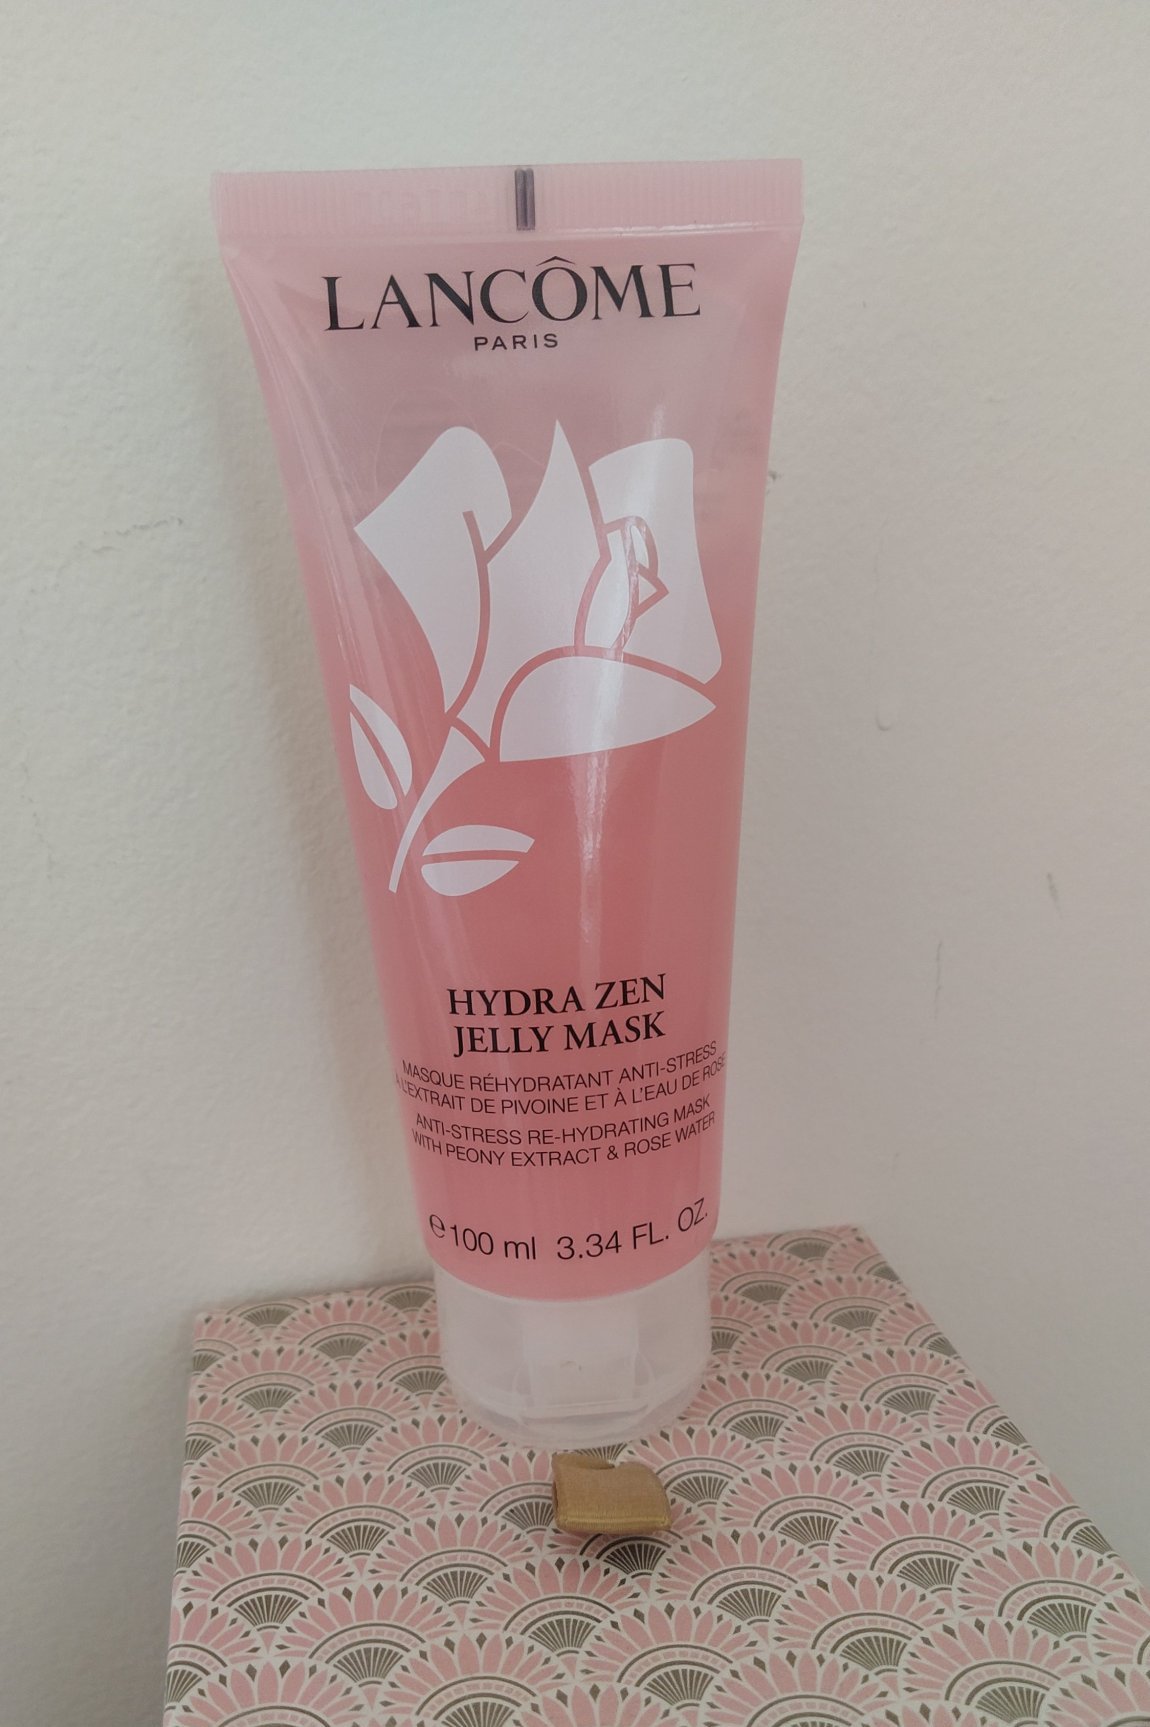 LANCÔME
PARIS
HYDRA ZEN
JELLY MASK
MASQUE RÉHYDRATANT ANTI-STRESS
À L'EXTRAIT DE PIVOINE ET À L'EAU DE ROSE
ANTI-STRESS RE-HYDRATING MASK
WITH PEONY EXTRACT & ROSE WATER
℮ 100 ml 3.34 FL. OZ.